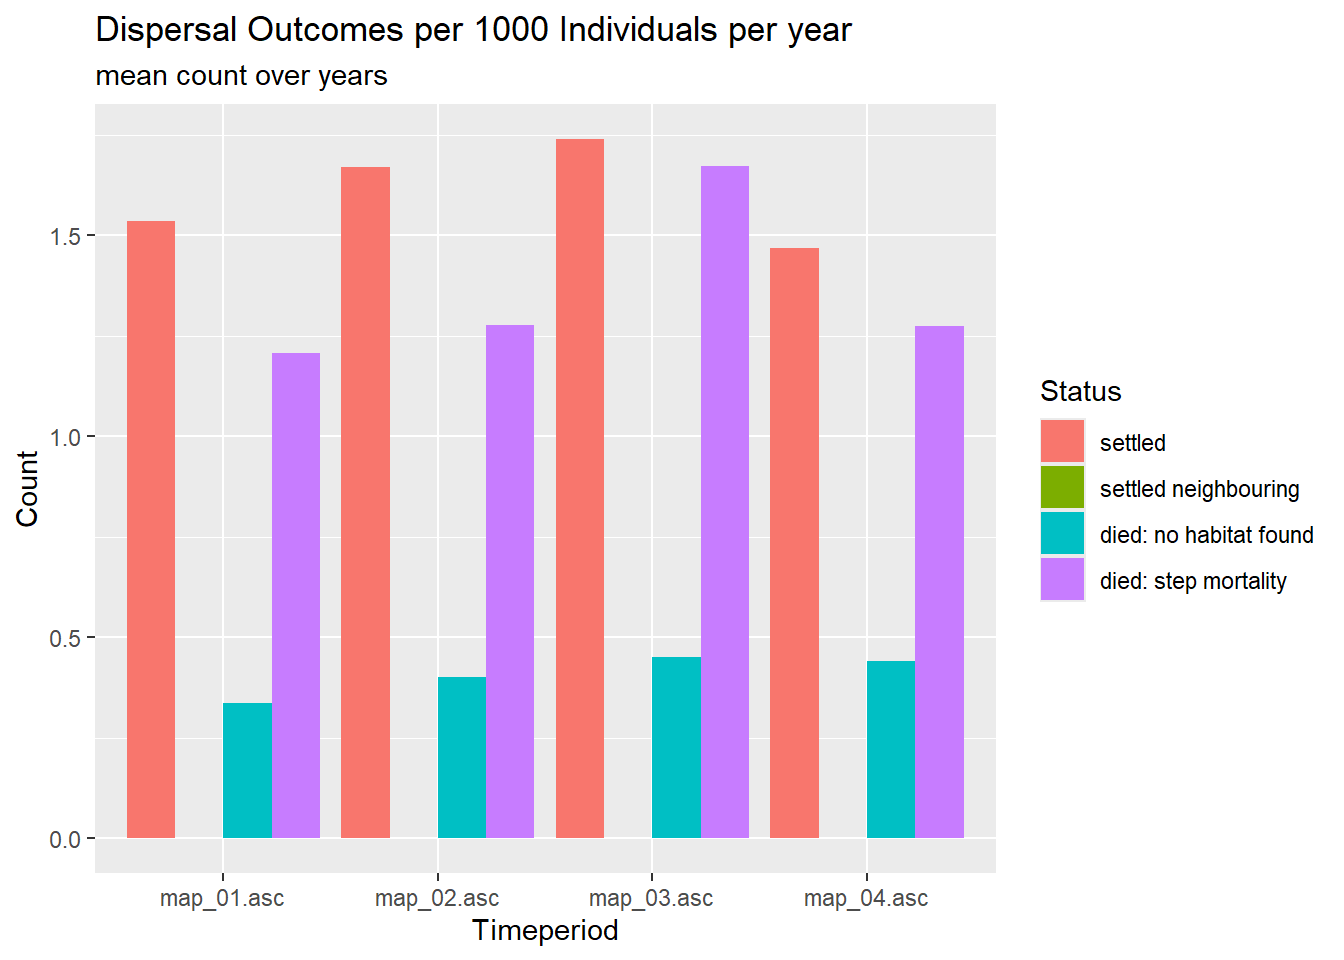 Dispersal Outcomes per 1000 Individuals per year
mean count over years
Count
1.5
1.0
0.5
0.0
map_01.asc
map_02.asc
map_03.asc
map_04.asc
Timeperiod
Status
settled
settled neighbouring
died: no habitat found
died: step mortality